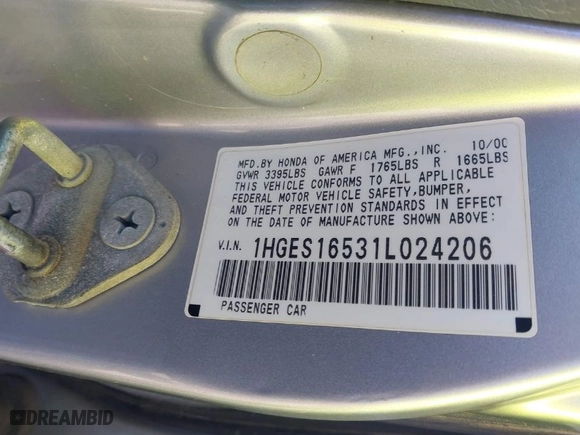 MFD.BY HONDA OF AMERICA MFG.,INC. 10/00
GVWR 3395LBS GAWR F 1765LBS R 1665LBS
THIS VEHICLE CONFORMS TO ALL APPLICABLE
FEDERAL MOTOR VEHICLE SAFETY,BUMPER,
AND THEFT PREVENTION STANDARDS IN EFFECT
ON THE DATE OF MANUFACTURE SHOWN ABOVE:
V.I.N. 1HGES16531L024206
PASSENGER CAR
DREAMBID